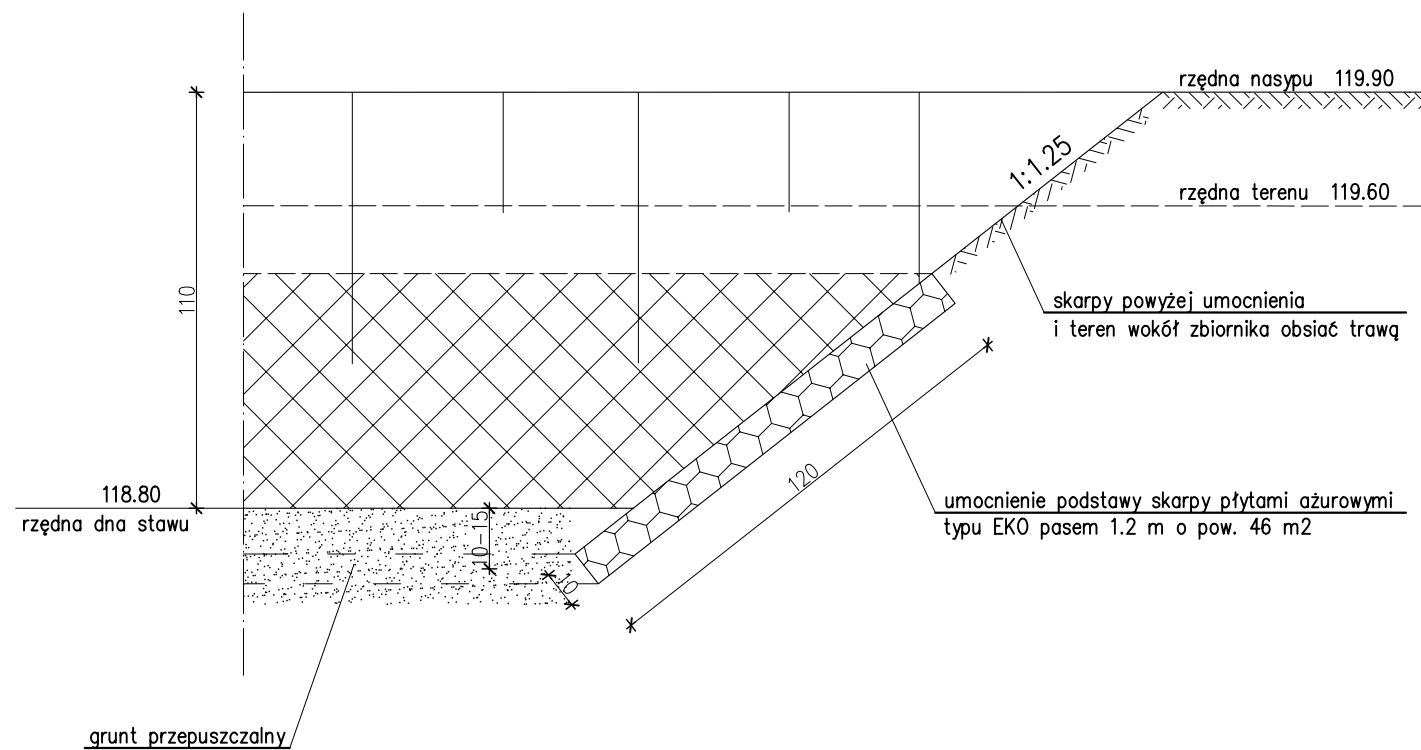 rzędna nasypu 119.90
1:1.25
rzędna terenu 119.60
110
skarpy powyżej umocnienia
i teren wokół zbiornika obsiać trawą
120
118.80
rzędna dna stawu
umocnienie podstawy skarpy płytami ażurowymi
typu EKO pasem 1.2 m o pow. 46 m2
10-15
10
grunt przepuszczalny